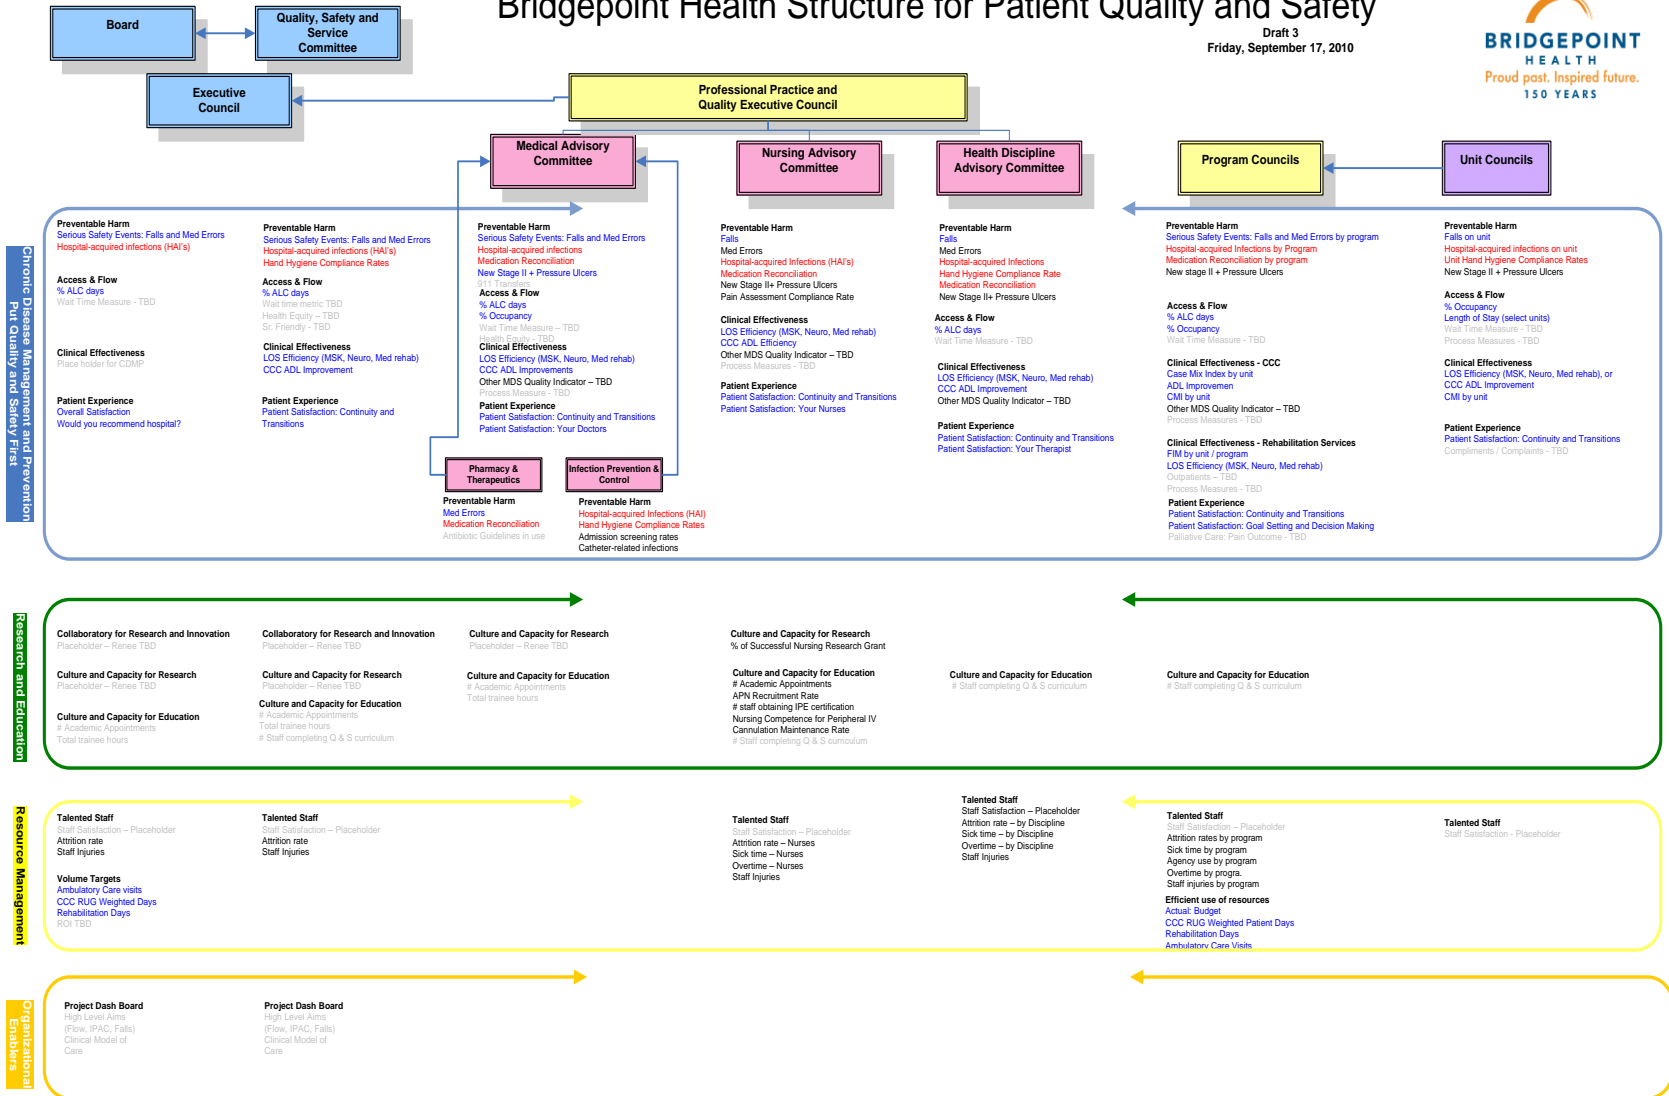 Bridgepoint Health Structure for Patient Quality and Safety
Draft 3
Friday, September 17, 2010
BRIDGEPOINT
HEALTH
Proud past. Inspired future.
150 YEARS
Board
Quality, Safety and
Service
Committee
Executive
Council
Professional Practice and
Quality Executive Council
Medical Advisory
Committee
Nursing Advisory
Committee
Health Discipline
Advisory Committee
Program Councils
Unit Councils
Chronic Disease Management and Prevention
Put Quality and Safety First
Preventable Harm
Serious Safety Events: Falls and Med Errors
Hospital-acquired infections (HAI's)
Access & Flow
% ALC days
Wait Time Measure - TBD
Clinical Effectiveness
Place holder for CDMP
Patient Experience
Overall Satisfaction
Would you recommend hospital?
Preventable Harm
Serious Safety Events: Falls and Med Errors
Hospital-acquired infections (HAI's)
Hand Hygiene Compliance Rates
Access & Flow
% ALC days
Wait time metric TBD
Health Equity – TBD
Sr. Friendly - TBD
Clinical Effectiveness
LOS Efficiency (MSK, Neuro, Med rehab)
CCC ADL Improvement
Patient Experience
Patient Satisfaction: Continuity and
Transitions
Preventable Harm
Serious Safety Events: Falls and Med Errors
Hospital-acquired infections
Medication Reconciliation
New Stage II + Pressure Ulcers
911 Transfers
Access & Flow
% ALC days
% Occupancy
Wait Time Measure – TBD
Health Equity - TBD
Clinical Effectiveness
LOS Efficiency (MSK, Neuro, Med rehab)
CCC ADL Improvements
Other MDS Quality Indicator – TBD
Process Measure - TBD
Patient Experience
Patient Satisfaction: Continuity and Transitions
Patient Satisfaction: Your Doctors
Pharmacy &
Therapeutics
Preventable Harm
Med Errors
Medication Reconciliation
Antibiotic Guidelines in use
Infection Prevention &
Control
Preventable Harm
Hospital-acquired Infections (HAI)
Hand Hygiene Compliance Rates
Admission screening rates
Catheter-related infections
Preventable Harm
Falls
Med Errors
Hospital-acquired Infections (HAI's)
Medication Reconciliation
New Stage II+ Pressure Ulcers
Pain Assessment Compliance Rate
Clinical Effectiveness
LOS Efficiency (MSK, Neuro, Med rehab)
CCC ADL Efficiency
Other MDS Quality Indicator – TBD
Process Measures - TBD
Patient Experience
Patient Satisfaction: Continuity and Transitions
Patient Satisfaction: Your Nurses
Preventable Harm
Falls
Med Errors
Hospital-acquired Infections
Hand Hygiene Compliance Rate
Medication Reconciliation
New Stage II+ Pressure Ulcers
Access & Flow
% ALC days
Wait Time Measure - TBD
Clinical Effectiveness
LOS Efficiency (MSK, Neuro, Med rehab)
CCC ADL Improvement
Other MDS Quality Indicator – TBD
Patient Experience
Patient Satisfaction: Continuity and Transitions
Patient Satisfaction: Your Therapist
Preventable Harm
Serious Safety Events: Falls and Med Errors by program
Hospital-acquired Infections by Program
Medication Reconciliation by program
New stage II + Pressure Ulcers
Access & Flow
% ALC days
% Occupancy
Wait Time Measure - TBD
Clinical Effectiveness - CCC
Case Mix Index by unit
ADL Improvemen
CMI by unit
Other MDS Quality Indicator – TBD
Process Measures - TBD
Clinical Effectiveness - Rehabilitation Services
FIM by unit / program
LOS Efficiency (MSK, Neuro, Med rehab)
Outpatients – TBD
Process Measures - TBD
Patient Experience
Patient Satisfaction: Continuity and Transitions
Patient Satisfaction: Goal Setting and Decision Making
Palliative Care: Pain Outcome - TBD
Preventable Harm
Falls on unit
Hospital-acquired infections on unit
Unit Hand Hygiene Compliance Rates
New Stage II + Pressure Ulcers
Access & Flow
% Occupancy
Length of Stay (select units)
Wait Time Measure - TBD
Process Measures - TBD
Clinical Effectiveness
LOS Efficiency (MSK, Neuro, Med rehab), or
CCC ADL Improvement
CMI by unit
Patient Experience
Patient Satisfaction: Continuity and Transitions
Compliments / Complaints - TBD
Research and Education
Collaboratory for Research and Innovation
Placeholder – Renee TBD
Culture and Capacity for Research
Placeholder – Renee TBD
Culture and Capacity for Education
# Academic Appointments
Total trainee hours
Collaboratory for Research and Innovation
Placeholder – Renee TBD
Culture and Capacity for Research
Placeholder – Renee TBD
Culture and Capacity for Education
# Academic Appointments
Total trainee hours
# Staff completing Q & S curriculum
Culture and Capacity for Research
Placeholder – Renee TBD
Culture and Capacity for Education
# Academic Appointments
Total trainee hours
Culture and Capacity for Research
% of Successful Nursing Research Grant
Culture and Capacity for Education
# Academic Appointments
APN Recruitment Rate
# staff obtaining IPE certification
Nursing Competence for Peripheral IV
Cannulation Maintenance Rate
# Staff completing Q & S curriculum
Culture and Capacity for Education
# Staff completing Q & S curriculum
Culture and Capacity for Education
# Staff completing Q & S curriculum
Resource Management
Talented Staff
Staff Satisfaction – Placeholder
Attrition rate
Staff Injuries
Volume Targets
Ambulatory Care visits
CCC RUG Weighted Days
Rehabilitation Days
ROI TBD
Talented Staff
Staff Satisfaction – Placeholder
Attrition rate
Staff Injuries
Talented Staff
Staff Satisfaction – Placeholder
Attrition rate – Nurses
Sick time – Nurses
Overtime – Nurses
Staff Injuries
Talented Staff
Staff Satisfaction – Placeholder
Attrition rate – by Discipline
Sick time – by Discipline
Overtime – by Discipline
Staff Injuries
Talented Staff
Staff Satisfaction – Placeholder
Attrition rates by program
Sick time by program
Agency use by program
Overtime by progra.
Staff injuries by program
Efficient use of resources
Actual: Budget
CCC RUG Weighted Patient Days
Rehabilitation Days
Ambulatory Care Visits
Talented Staff
Staff Satisfaction - Placeholder
Organizational
Enablers
Project Dash Board
High Level Aims
(Flow, IPAC, Falls)
Clinical Model of
Care
Project Dash Board
High Level Aims
(Flow, IPAC, Falls)
Clinical Model of
Care